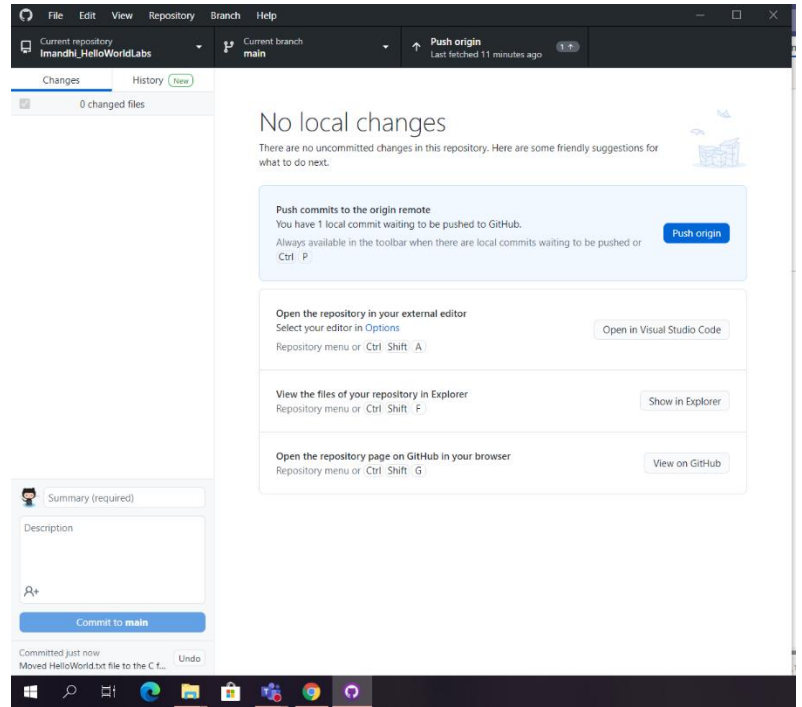 File Edit View Repository Branch Help
Current repository
Imandhi_HelloWorldLabs
Current branch
main
Push origin
Last fetched 11 minutes ago
1
Changes
History New
0 changed files
No local changes
There are no uncommitted changes in this repository. Here are some friendly suggestions for
what to do next.
Push commits to the origin remote
You have 1 local commit waiting to be pushed to GitHub.
Always available in the toolbar when there are local commits waiting to be pushed or
Ctrl P
Push origin
Open the repository in your external editor
Select your editor in Options
Repository menu or Ctrl Shift A
Open in Visual Studio Code
View the files of your repository in Explorer
Repository menu or Ctrl Shift F
Show in Explorer
Open the repository page on GitHub in your browser
Repository menu or Ctrl Shift G
View on GitHub
Summary (required)
Description
Commit to main
Committed just now
Moved HelloWorld.txt file to the C f...
Undo